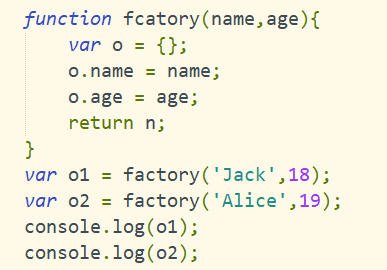 function fcatory(name,age){
    var o = {};
    o.name = name;
    o.age = age;
    return n;
}
var o1 = factory('Jack',18);
var o2 = factory('Alice',19);
console.log(o1);
console.log(o2);